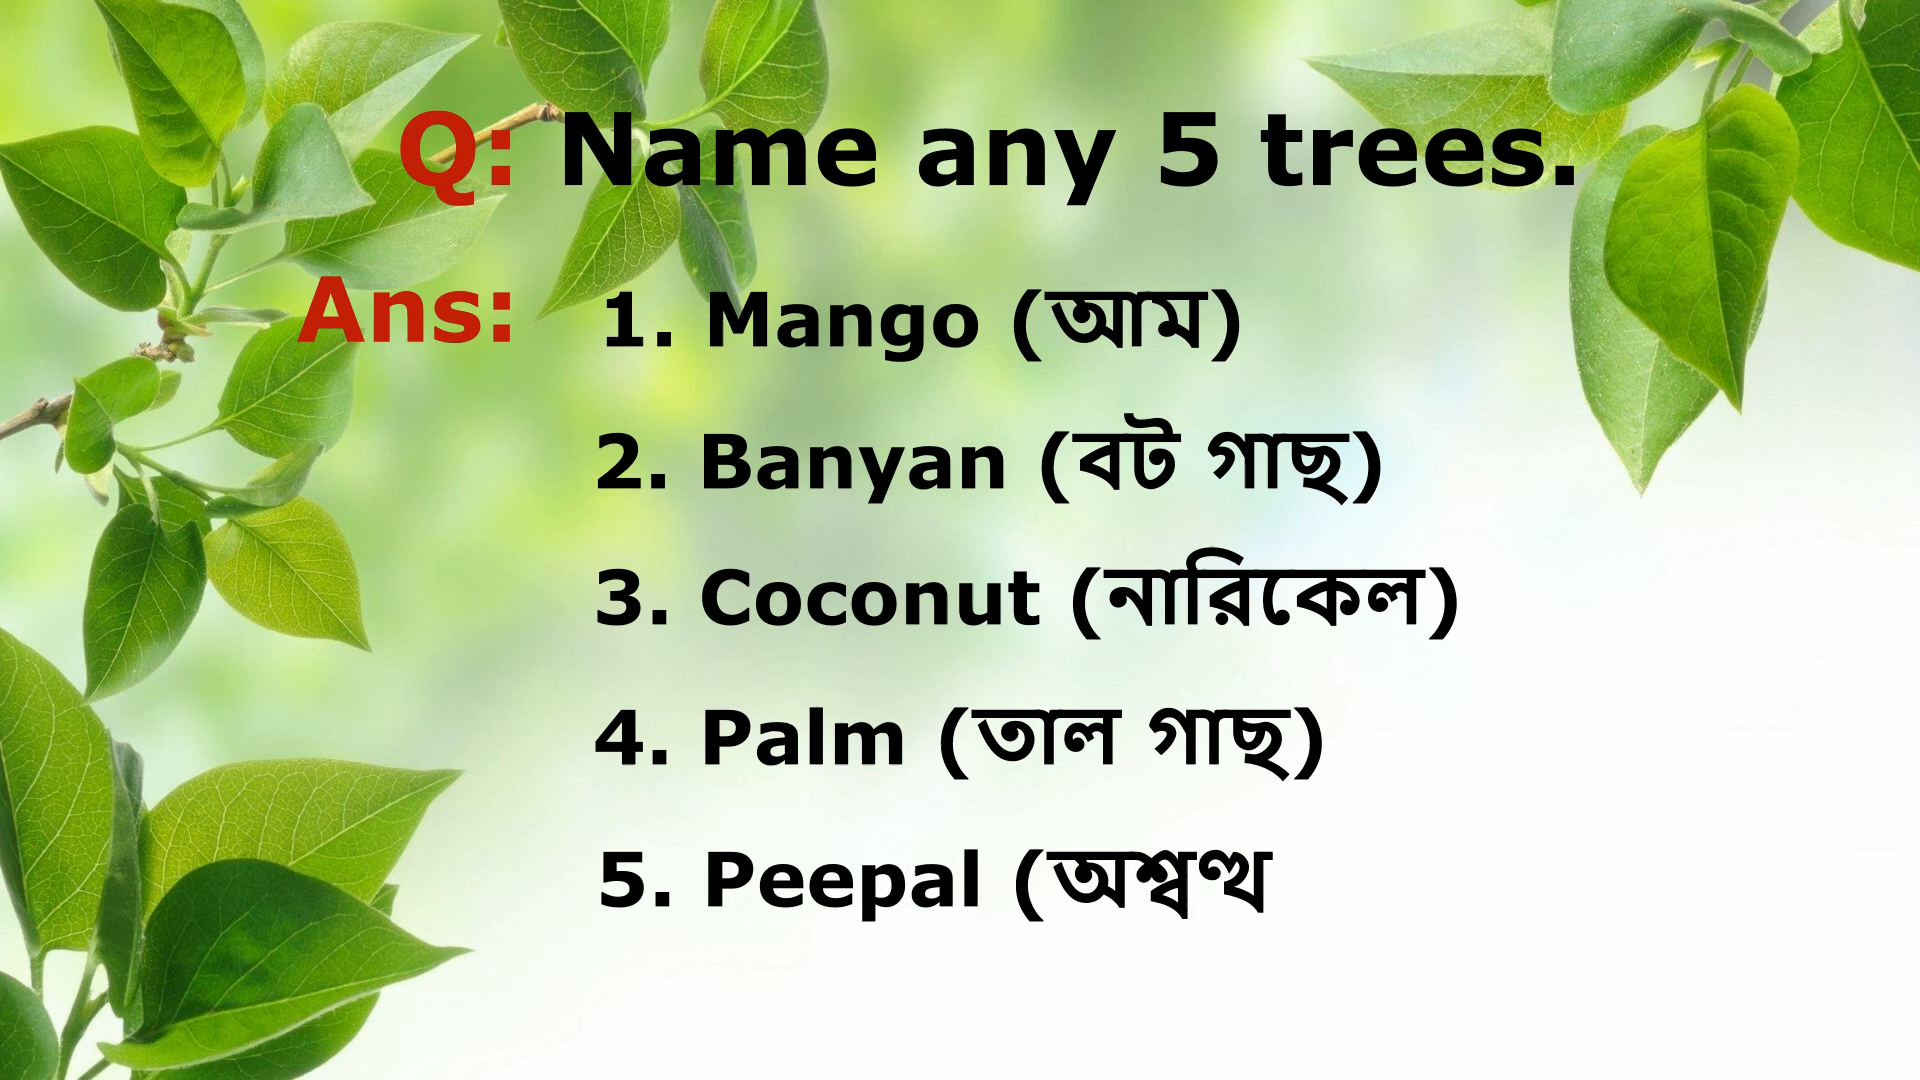 Q: Name any 5 trees.
Ans: 1. Mango (আম)
2. Banyan (বট গাছ)
3. Coconut (নারিকেল)
4. Palm (তাল গাছ)
5. Peepal (অশ্বত্থ